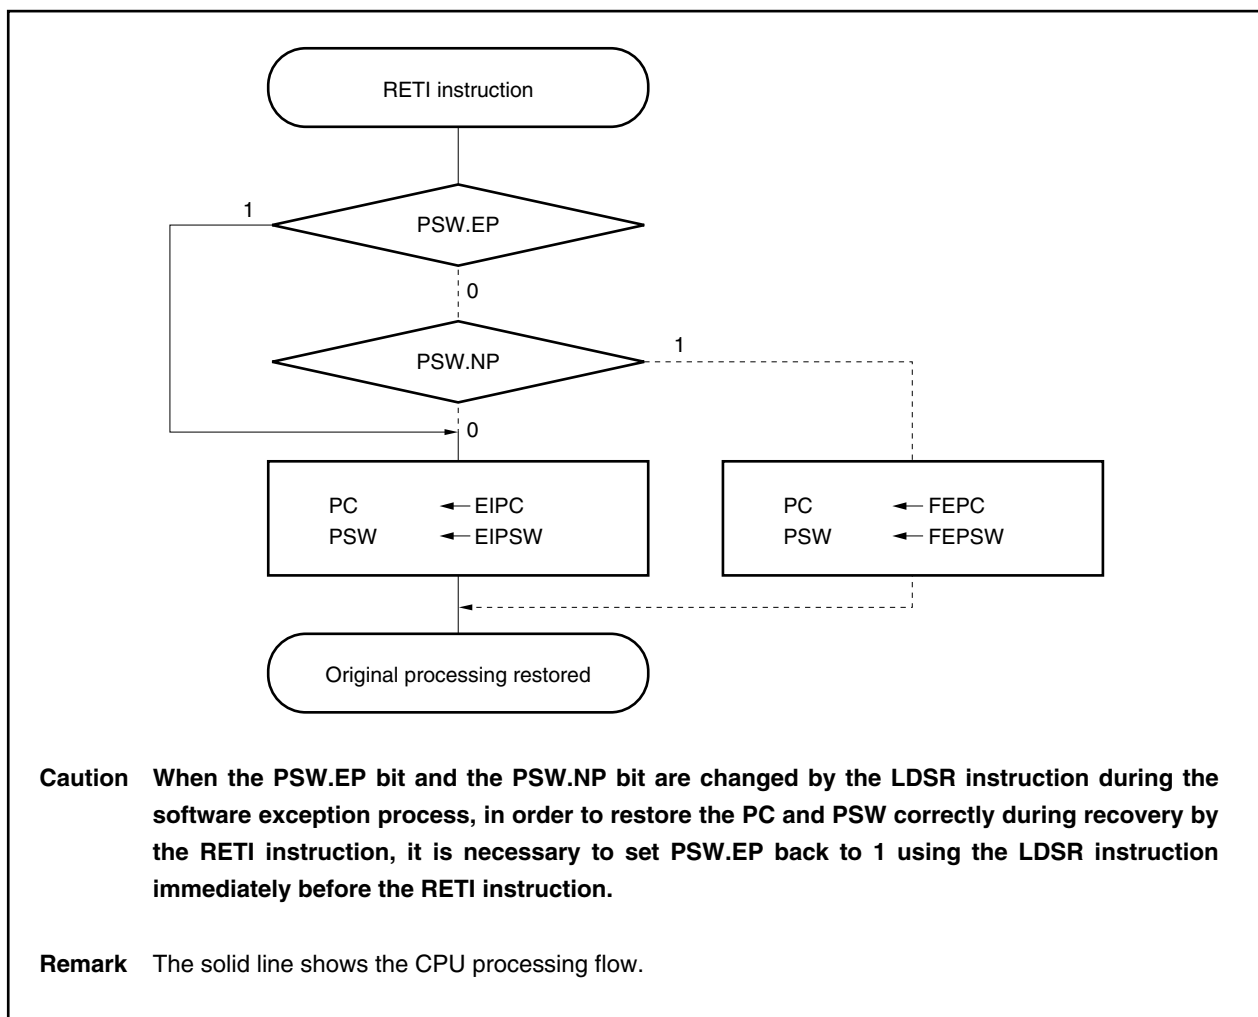 RETI instruction
1
PSW.EP
0
PSW.NP
1
0
PC ← EIPC
PSW ← EIPSW
PC ← FEPC
PSW ← FEPSW
Original processing restored
Caution When the PSW.EP bit and the PSW.NP bit are changed by the LDSR instruction during the
software exception process, in order to restore the PC and PSW correctly during recovery by
the RETI instruction, it is necessary to set PSW.EP back to 1 using the LDSR instruction
immediately before the RETI instruction.
Remark The solid line shows the CPU processing flow.